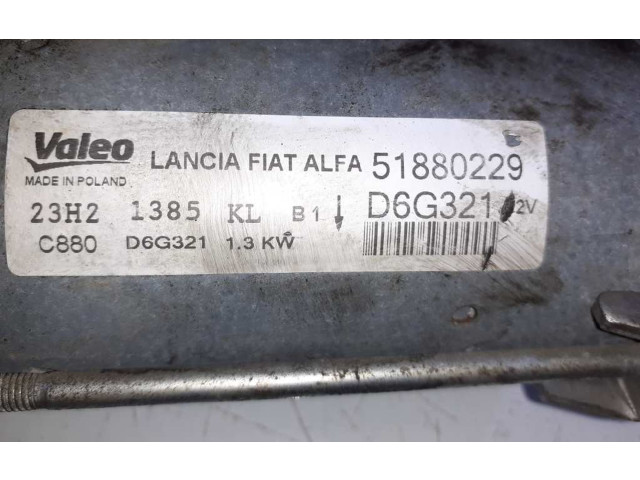 Valeo LANCIA FIAT ALFA 51880229
MADE IN POLAND
23H2 1385 KL B1 D6G321 12V
C880 D6G321 1.3 KW